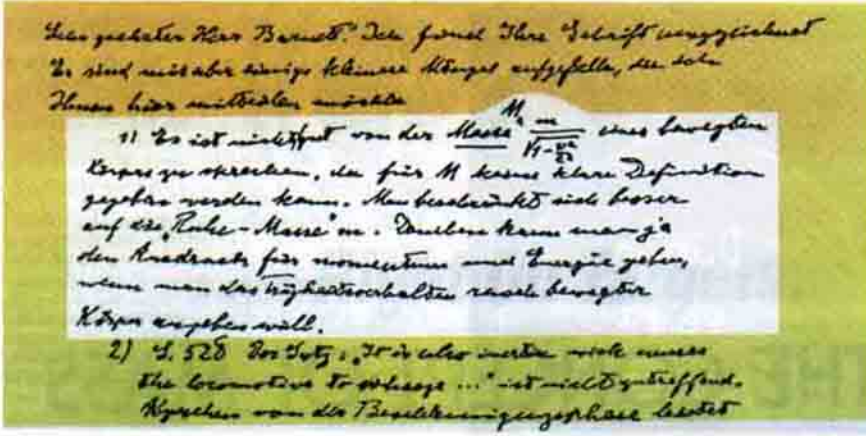 Sehr geehrter Herr Barnett! Ich finde Ihre Schrift ausgezeichnet
Es sind mir aber einige kleinere Mängel aufgefallen, die ich
Ihnen hier mitteilen möchte
1) Es ist nicht gut von der Masse M = m/√(1-v²/c²) eines bewegten
Körpers zu sprechen, da für M keine klare Definition
gegeben werden kann. Man beschränkt sich besser
auf die „Ruhe-Masse" m. Daneben kann man ja
den Ausdruck für momentum und Energie geben,
wenn man das Trägheitsverhalten rasch bewegter
Körper angeben will.
2) S. 528 Der Satz: „It is also inertia
the locomotive to wheeze ..." ist nicht zutreffend.
Abgesehen von der Beschleunigungsphase leistet